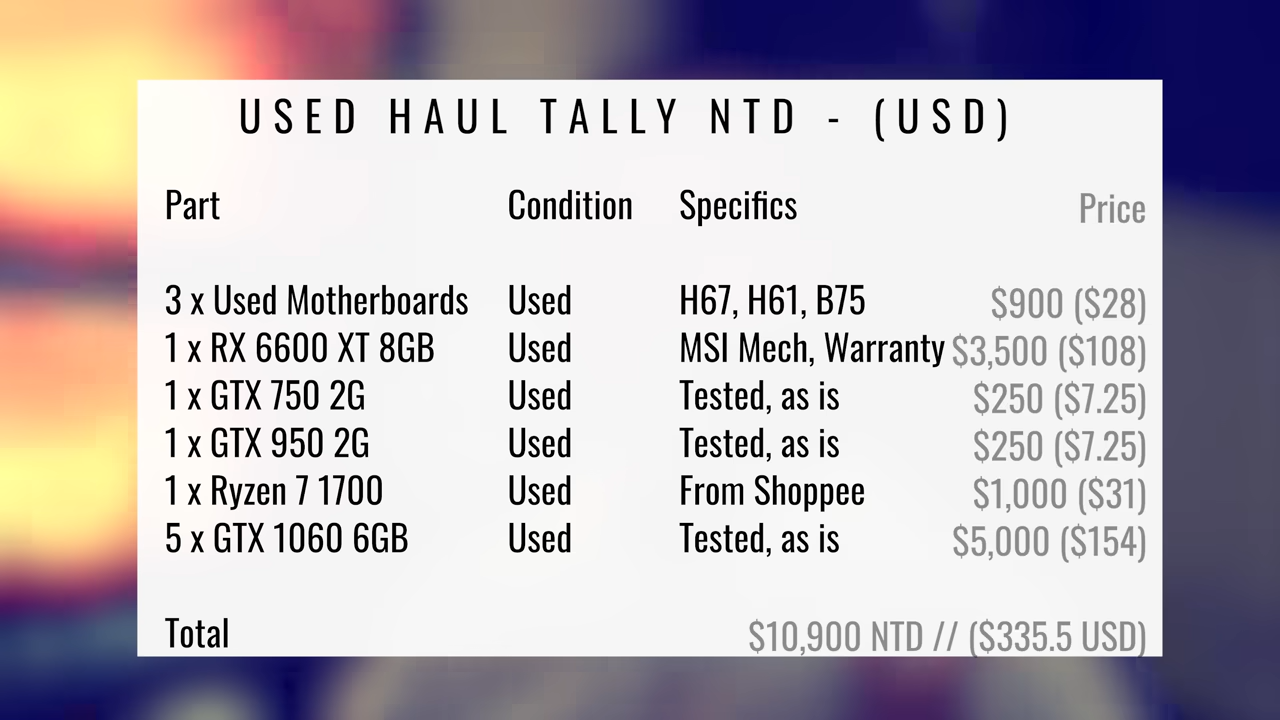 USED HAUL TALLY NTD - (USD)
Part Condition Specifics Price
3 x Used Motherboards Used H67, H61, B75 $900 ($28)
1 x RX 6600 XT 8GB Used MSI Mech, Warranty $3,500 ($108)
1 x GTX 750 2G Used Tested, as is $250 ($7.25)
1 x GTX 950 2G Used Tested, as is $250 ($7.25)
1 x Ryzen 7 1700 Used From Shoppee $1,000 ($31)
5 x GTX 1060 6GB Used Tested, as is $5,000 ($154)
Total $10,900 NTD // ($335.5 USD)